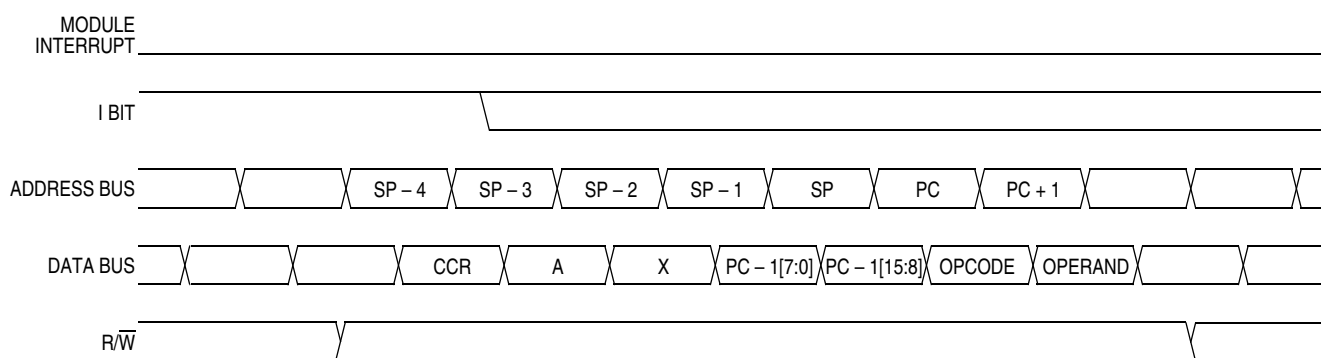 MODULE
INTERRUPT
I BIT
ADDRESS BUS SP – 4 SP – 3 SP – 2 SP – 1 SP PC PC + 1
DATA BUS CCR A X PC – 1[7:0] PC – 1[15:8] OPCODE OPERAND
R/W̅